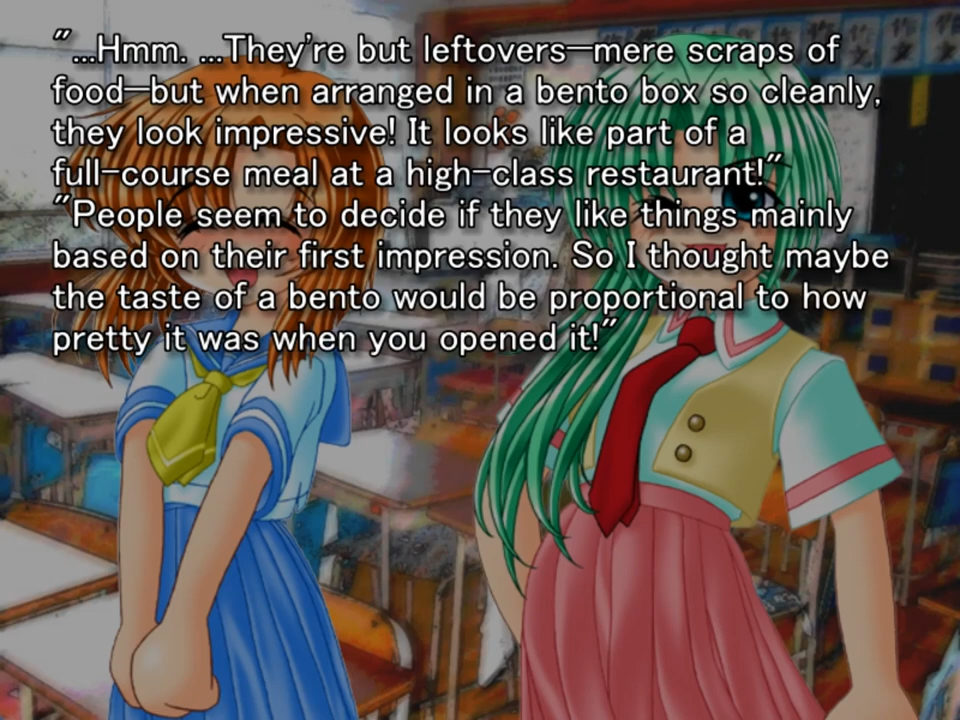 "...Hmm. ...They're but leftovers—mere scraps of
food—but when arranged in a bento box so cleanly,
they look impressive! It looks like part of a
full-course meal at a high-class restaurant!"
"People seem to decide if they like things mainly
based on their first impression. So I thought maybe
the taste of a bento would be proportional to how
pretty it was when you opened it!"